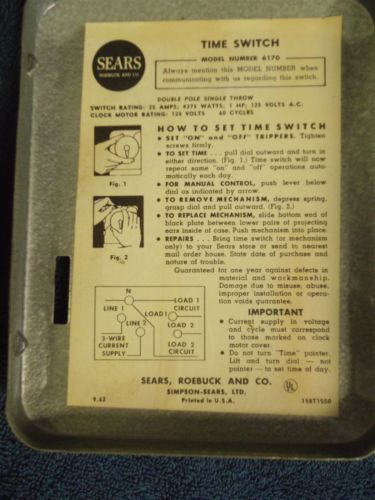 SEARS
ROEBUCK AND CO.
TIME SWITCH
MODEL NUMBER 6170
Always mention this MODEL NUMBER when
communicating with us regarding this switch.
DOUBLE POLE SINGLE THROW
SWITCH RATING: 35 AMPS; 4375 WATTS; 1 HP; 125 VOLTS A.C.
CLOCK MOTOR RATING: 125 VOLTS 60 CYCLES
HOW TO SET TIME SWITCH
• SET "ON" and "OFF" TRIPPERS. Tighten
screws firmly.
• TO SET TIME . . . pull dial outward and turn in
either direction. (Fig. 1.) Time switch will now
repeat same "on" and "off" operations auto-
matically each day.
• FOR MANUAL CONTROL, push lever below
dial as indicated by arrow.
• TO REMOVE MECHANISM, depress spring,
grasp dial and pull outward. (Fig. 2.)
• TO REPLACE MECHANISM, slide bottom end of
black plate between lower pairs of projecting
ears inside of case. Push mechanism into place.
• REPAIRS . . . Bring time switch (or mechanism
only) to your Sears store or send to nearest
mail order house. State date of purchase and
nature of trouble.
Guaranteed for one year against defects in
material and workmanship.
Damage due to misuse, abuse,
improper installation or opera-
tion voids guarantee.
IMPORTANT
• Current supply in voltage
and cycle must correspond
to those marked on clock
motor cover.
• Do not turn "Time" pointer.
Lift and turn dial — not
pointer — to set time of day.
Fig. 1
Fig. 2
N
LINE 1
LINE 2
3-WIRE
CURRENT
SUPPLY
LOAD 1
CIRCUIT
LOAD 1
LOAD 2
LOAD 2
CIRCUIT
SEARS, ROEBUCK AND CO.
SIMPSON-SEARS, LTD.
9.62
Printed in U.S.A.
UL
158T1550